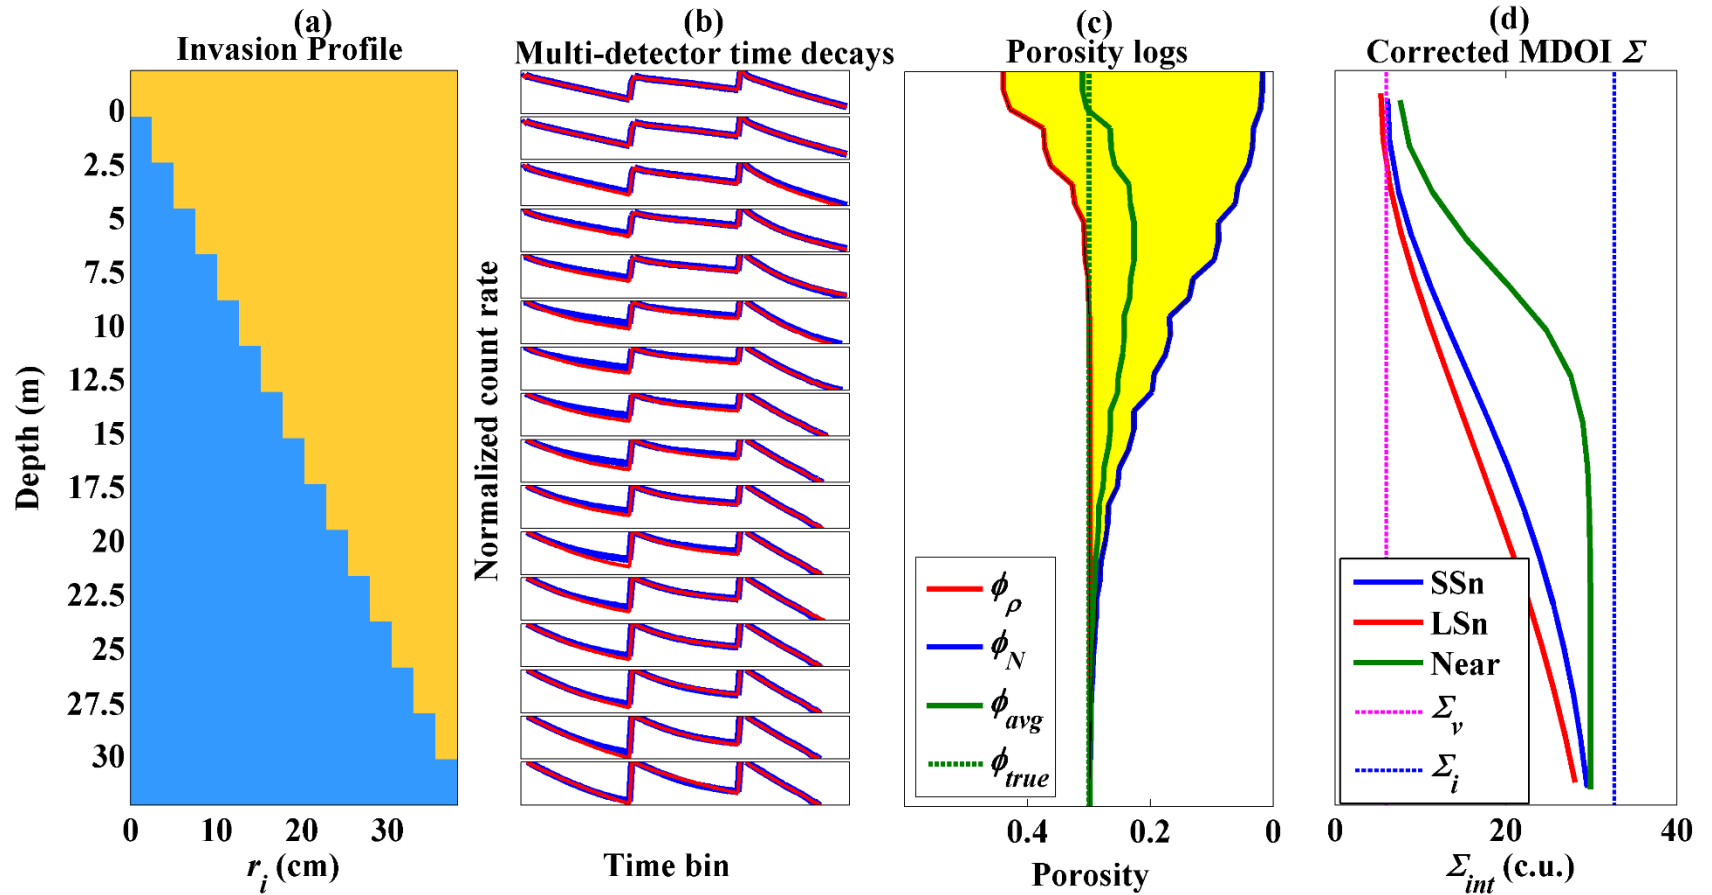 (a)
Invasion Profile
Depth (m)
0
2.5
5
7.5
10
12.5
15
17.5
20
22.5
25
27.5
30
0 10 20 30
r_i (cm)
(b)
Multi-detector time decays
Normalized count rate
Time bin
(c)
Porosity logs
ϕ_ρ
ϕ_N
ϕ_avg
ϕ_true
0.4 0.2 0
Porosity
(d)
Corrected MDOI Σ
SSn
LSn
Near
Σ_v
Σ_i
0 20 40
Σ_int (c.u.)